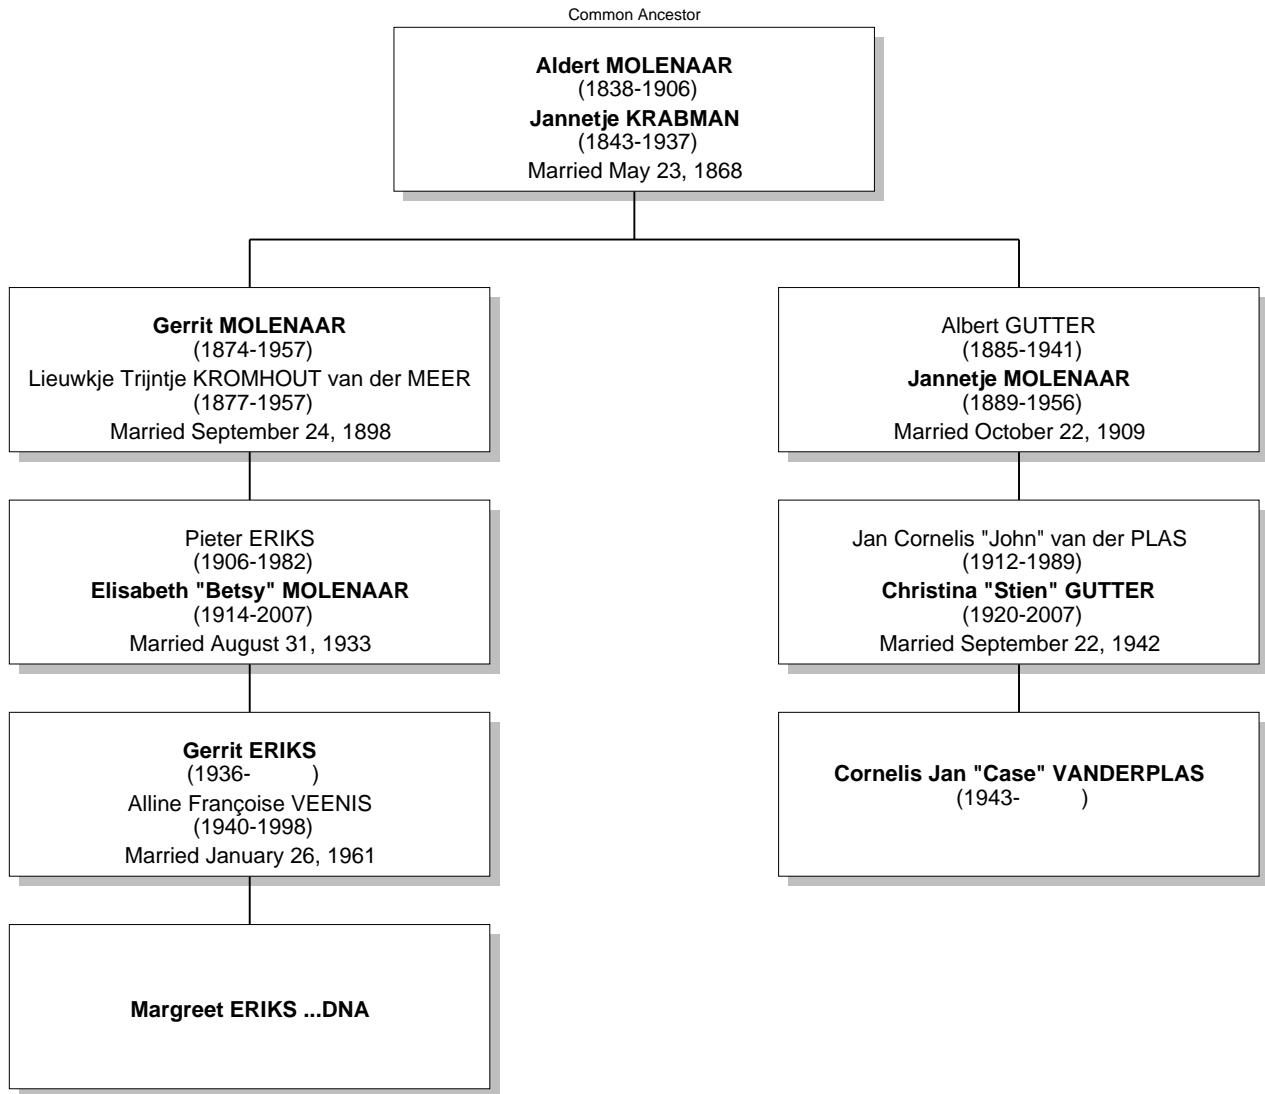 Common Ancestor
Aldert MOLENAAR
(1838-1906)
Jannetje KRABMAN
(1843-1937)
Married May 23, 1868
Gerrit MOLENAAR
(1874-1957)
Lieuwkje Trijntje KROMHOUT van der MEER
(1877-1957)
Married September 24, 1898
Albert GUTTER
(1885-1941)
Jannetje MOLENAAR
(1889-1956)
Married October 22, 1909
Pieter ERIKS
(1906-1982)
Elisabeth "Betsy" MOLENAAR
(1914-2007)
Married August 31, 1933
Jan Cornelis "John" van der PLAS
(1912-1989)
Christina "Stien" GUTTER
(1920-2007)
Married September 22, 1942
Gerrit ERIKS
(1936- )
Alline Françoise VEENIS
(1940-1998)
Married January 26, 1961
Cornelis Jan "Case" VANDERPLAS
(1943- )
Margreet ERIKS ...DNA